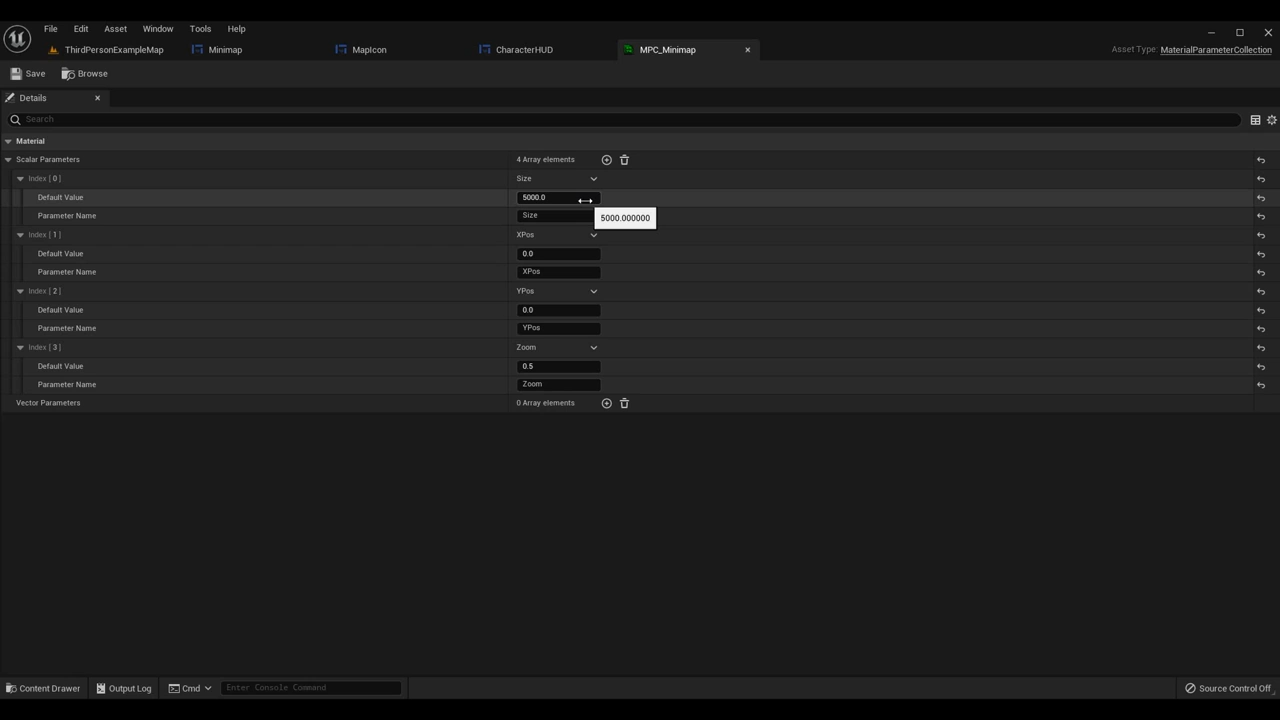 File Edit Asset Window Tools Help
ThirdPersonExampleMap Minimap MapIcon CharacterHUD MPC_Minimap Asset Type: MaterialParameterCollection
Save Browse
Details
Search
Material
Scalar Parameters 4 Array elements
Index [ 0 ] Size
Default Value 5000.0
Parameter Name Size 5000.000000
Index [ 1 ] XPos
Default Value 0.0
Parameter Name XPos
Index [ 2 ] YPos
Default Value 0.0
Parameter Name YPos
Index [ 3 ] Zoom
Default Value 0.5
Parameter Name Zoom
Vector Parameters 0 Array elements
Content Drawer Output Log Cmd Enter Console Command Source Control Off